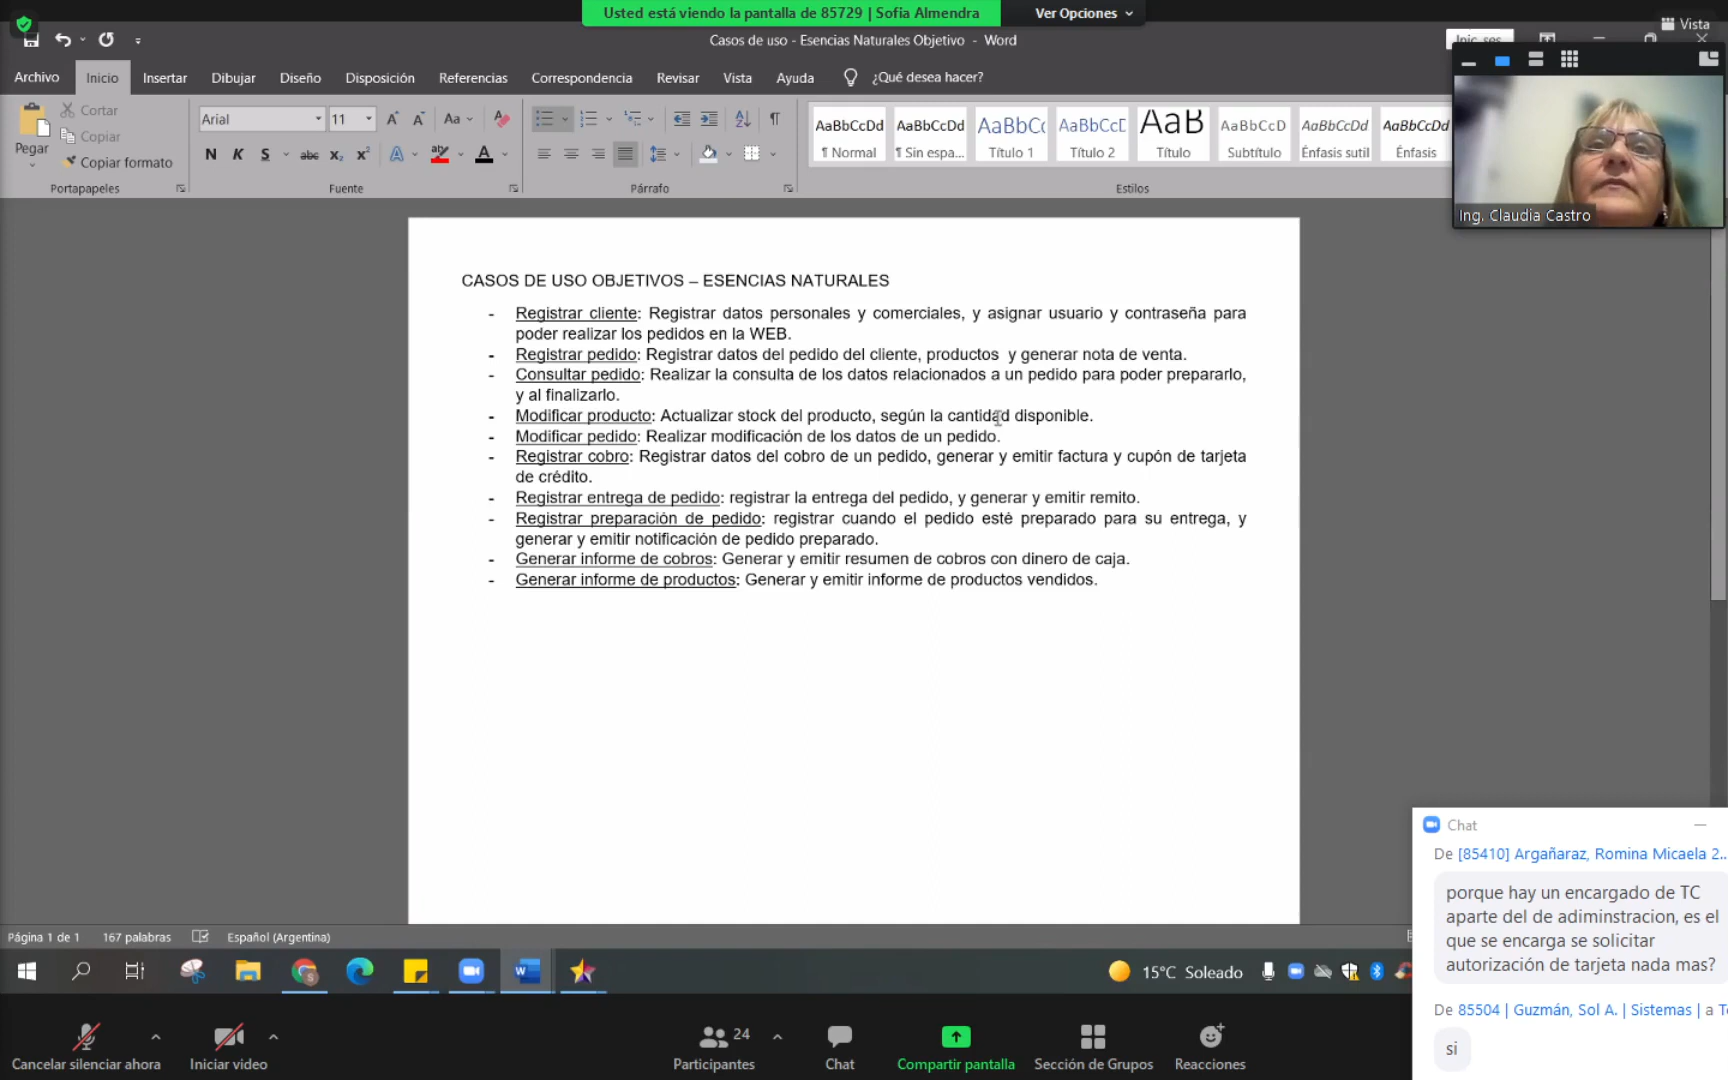 Usted está viendo la pantalla de 85729 | Sofia Almendra
Ver Opciones
Vista
Casos de uso - Esencias Naturales Objetivo - Word
Inic. ses.
Archivo Inicio Insertar Dibujar Diseño Disposición Referencias Correspondencia Revisar Vista Ayuda ¿Qué desea hacer?
Pegar
Cortar
Copiar
Copiar formato
Portapapeles
Arial 11
N K S abc x₂ x²
Aa
Fuente
Párrafo
AaBbCcDd AaBbCcDd AaBbCc AaBbCcD AaB AaBbCcD AaBbCcDd AaBbCcDd
¶ Normal ¶ Sin espa... Título 1 Título 2 Título Subtítulo Énfasis sutil Énfasis
Estilos
Ing. Claudia Castro
CASOS DE USO OBJETIVOS – ESENCIAS NATURALES
- Registrar cliente: Registrar datos personales y comerciales, y asignar usuario y contraseña para
poder realizar los pedidos en la WEB.
- Registrar pedido: Registrar datos del pedido del cliente, productos y generar nota de venta.
- Consultar pedido: Realizar la consulta de los datos relacionados a un pedido para poder prepararlo,
y al finalizarlo.
- Modificar producto: Actualizar stock del producto, según la cantidad disponible.
- Modificar pedido: Realizar modificación de los datos de un pedido.
- Registrar cobro: Registrar datos del cobro de un pedido, generar y emitir factura y cupón de tarjeta
de crédito.
- Registrar entrega de pedido: registrar la entrega del pedido, y generar y emitir remito.
- Registrar preparación de pedido: registrar cuando el pedido esté preparado para su entrega, y
generar y emitir notificación de pedido preparado.
- Generar informe de cobros: Generar y emitir resumen de cobros con dinero de caja.
- Generar informe de productos: Generar y emitir informe de productos vendidos.
Chat
De [85410] Argañaraz, Romina Micaela 2...
porque hay un encargado de TC
aparte del de adiminstracion, es el
que se encarga se solicitar
autorización de tarjeta nada mas?
De 85504 | Guzmán, Sol A. | Sistemas | a
si
Página 1 de 1 167 palabras Español (Argentina)
15°C Soleado
Cancelar silenciar ahora
Iniciar video
24
Participantes
Chat
Compartir pantalla
Sección de Grupos
Reacciones